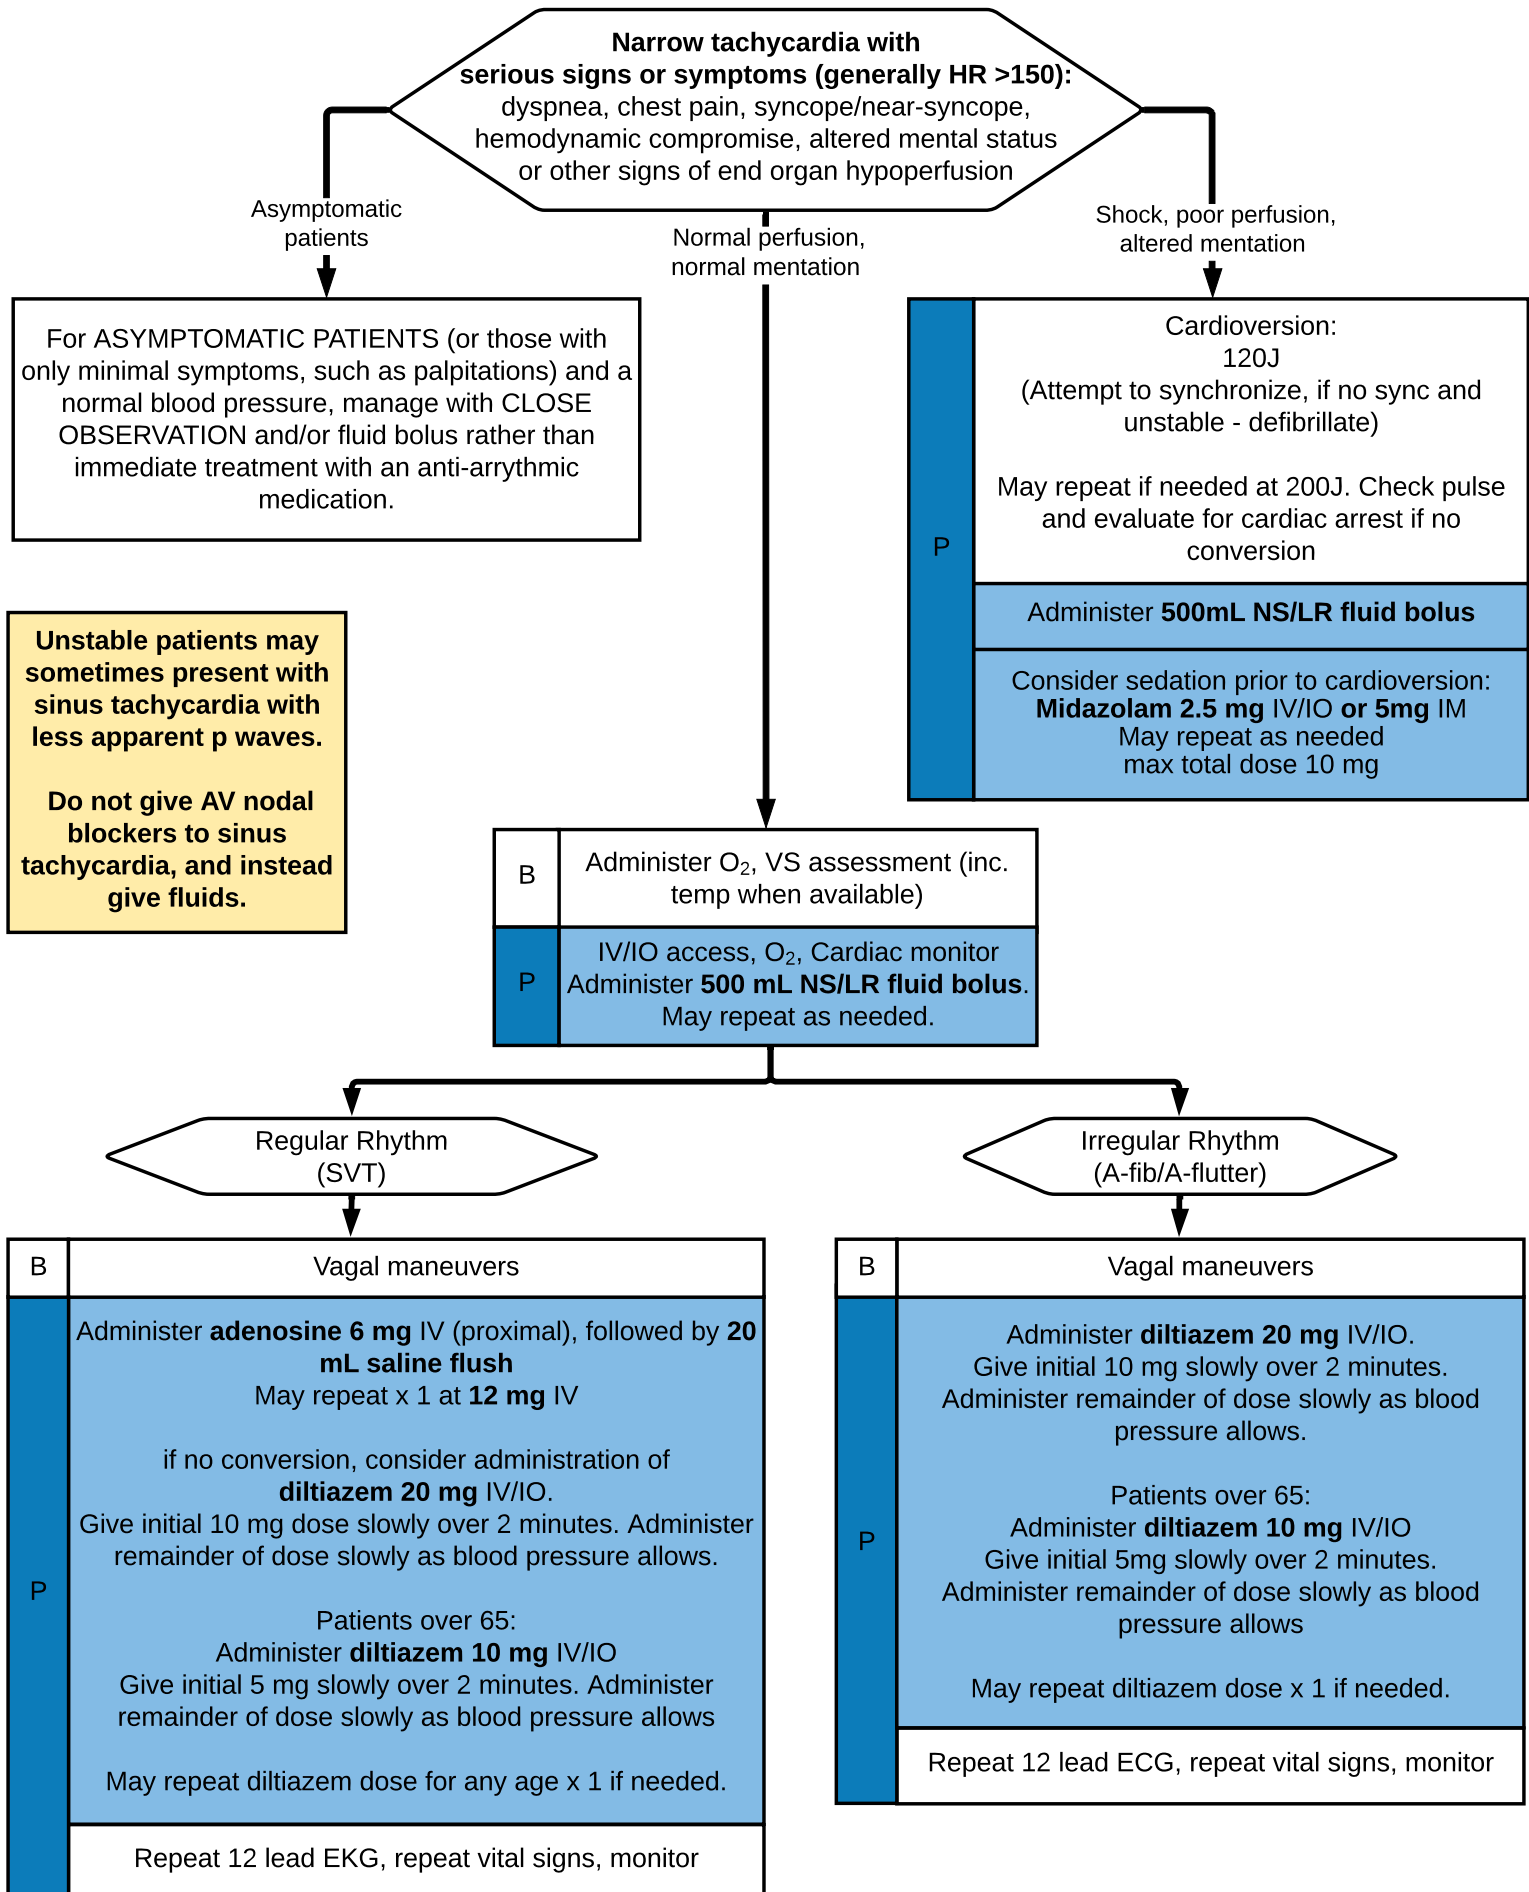 Narrow tachycardia with
serious signs or symptoms (generally HR >150):
dyspnea, chest pain, syncope/near-syncope,
hemodynamic compromise, altered mental status
or other signs of end organ hypoperfusion
Asymptomatic
patients
Normal perfusion,
normal mentation
Shock, poor perfusion,
altered mentation
For ASYMPTOMATIC PATIENTS (or those with
only minimal symptoms, such as palpitations) and a
normal blood pressure, manage with CLOSE
OBSERVATION and/or fluid bolus rather than
immediate treatment with an anti-arrythmic
medication.
P
Cardioversion:
120J
(Attempt to synchronize, if no sync and
unstable - defibrillate)
May repeat if needed at 200J. Check pulse
and evaluate for cardiac arrest if no
conversion
Administer 500mL NS/LR fluid bolus
Consider sedation prior to cardioversion:
Midazolam 2.5 mg IV/IO or 5mg IM
May repeat as needed
max total dose 10 mg
Unstable patients may
sometimes present with
sinus tachycardia with
less apparent p waves.
Do not give AV nodal
blockers to sinus
tachycardia, and instead
give fluids.
B
Administer O₂, VS assessment (inc.
temp when available)
P
IV/IO access, O₂, Cardiac monitor
Administer 500 mL NS/LR fluid bolus.
May repeat as needed.
Regular Rhythm
(SVT)
B
Vagal maneuvers
P
Administer adenosine 6 mg IV (proximal), followed by 20
mL saline flush
May repeat x 1 at 12 mg IV
if no conversion, consider administration of
diltiazem 20 mg IV/IO.
Give initial 10 mg dose slowly over 2 minutes. Administer
remainder of dose slowly as blood pressure allows.
Patients over 65:
Administer diltiazem 10 mg IV/IO
Give initial 5 mg slowly over 2 minutes. Administer
remainder of dose slowly as blood pressure allows
May repeat diltiazem dose for any age x 1 if needed.
Repeat 12 lead EKG, repeat vital signs, monitor
Irregular Rhythm
(A-fib/A-flutter)
B
Vagal maneuvers
P
Administer diltiazem 20 mg IV/IO.
Give initial 10 mg slowly over 2 minutes.
Administer remainder of dose slowly as blood
pressure allows.
Patients over 65:
Administer diltiazem 10 mg IV/IO
Give initial 5mg slowly over 2 minutes.
Administer remainder of dose slowly as blood
pressure allows
May repeat diltiazem dose x 1 if needed.
Repeat 12 lead ECG, repeat vital signs, monitor